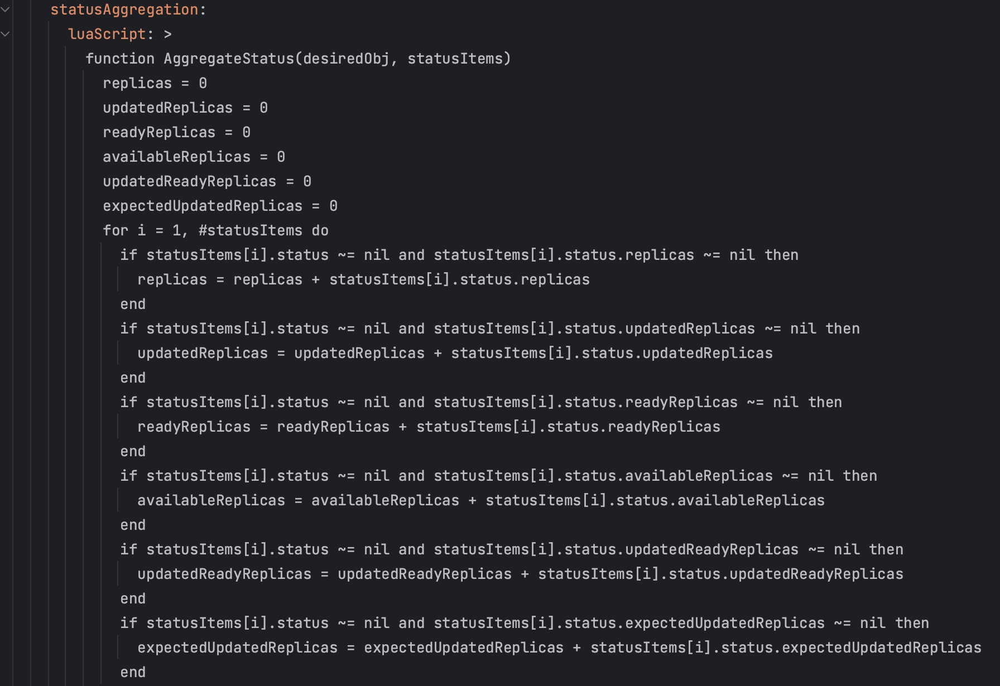 statusAggregation:
luaScript: >
function AggregateStatus(desiredObj, statusItems)
replicas = 0
updatedReplicas = 0
readyReplicas = 0
availableReplicas = 0
updatedReadyReplicas = 0
expectedUpdatedReplicas = 0
for i = 1, #statusItems do
if statusItems[i].status ~= nil and statusItems[i].status.replicas ~= nil then
replicas = replicas + statusItems[i].status.replicas
end
if statusItems[i].status ~= nil and statusItems[i].status.updatedReplicas ~= nil then
updatedReplicas = updatedReplicas + statusItems[i].status.updatedReplicas
end
if statusItems[i].status ~= nil and statusItems[i].status.readyReplicas ~= nil then
readyReplicas = readyReplicas + statusItems[i].status.readyReplicas
end
if statusItems[i].status ~= nil and statusItems[i].status.availableReplicas ~= nil then
availableReplicas = availableReplicas + statusItems[i].status.availableReplicas
end
if statusItems[i].status ~= nil and statusItems[i].status.updatedReadyReplicas ~= nil then
updatedReadyReplicas = updatedReadyReplicas + statusItems[i].status.updatedReadyReplicas
end
if statusItems[i].status ~= nil and statusItems[i].status.expectedUpdatedReplicas ~= nil then
expectedUpdatedReplicas = expectedUpdatedReplicas + statusItems[i].status.expectedUpdatedReplicas
end